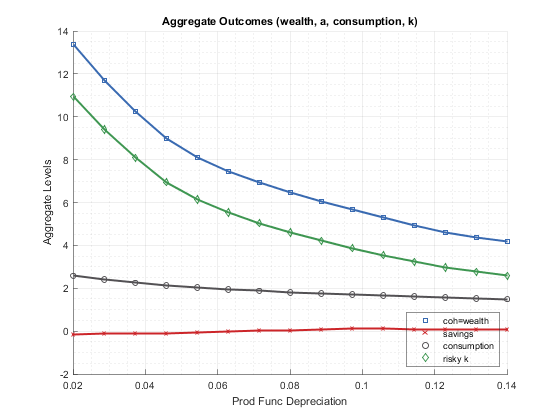 Aggregate Outcomes (wealth, a, consumption, k)
14
12
10
8
6
4
2
0
-2
Aggregate Levels
coh=wealth
savings
consumption
risky k
0.02
0.04
0.06
0.08
0.1
0.12
0.14
Prod Func Depreciation